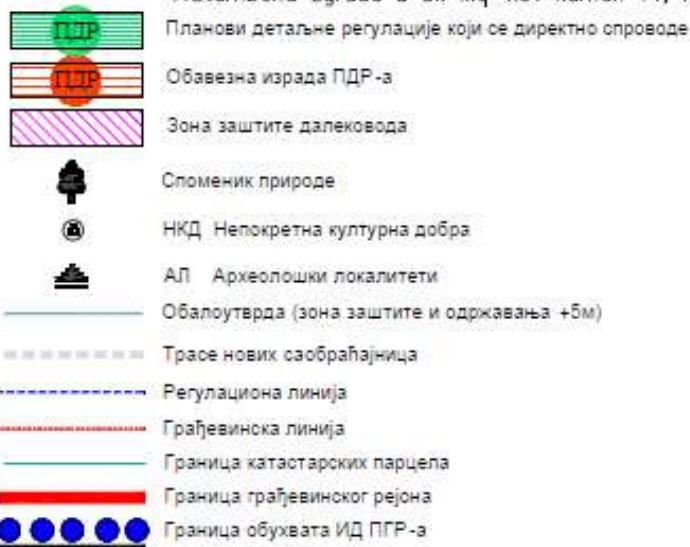 ПДР Планови детаљне регулације који се директно спроводе
ПДР Обавезна израда ПДР-а
Зона заштите далековода
Споменик природе
НКД Непокретна културна добра
АЛ Археолошки локалитети
Обалоутврда (зона заштите и одржавања +5м)
Трасе нових саобраћајница
Регулациона линија
Грађевинска линија
Граница катастарских парцела
Граница грађевинског рејона
Граница обухвата ИД ПГР-а